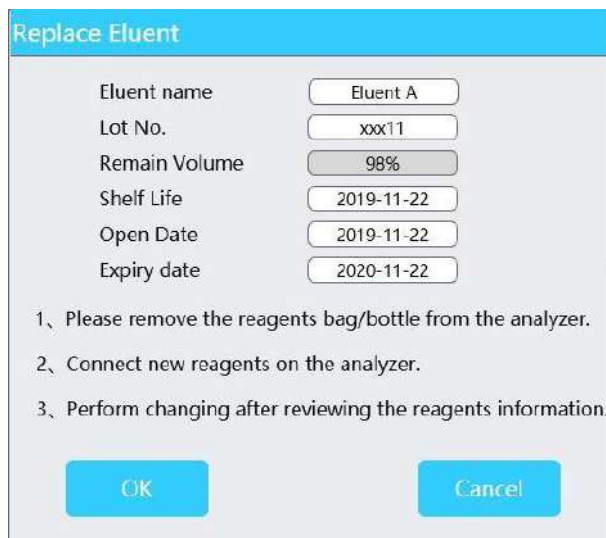 Replace Eluent
Eluent name Eluent A
Lot No. xxx11
Remain Volume 98%
Shelf Life 2019-11-22
Open Date 2019-11-22
Expiry date 2020-11-22
1、Please remove the reagents bag/bottle from the analyzer.
2、Connect new reagents on the analyzer.
3、Perform changing after reviewing the reagents information.
OK Cancel